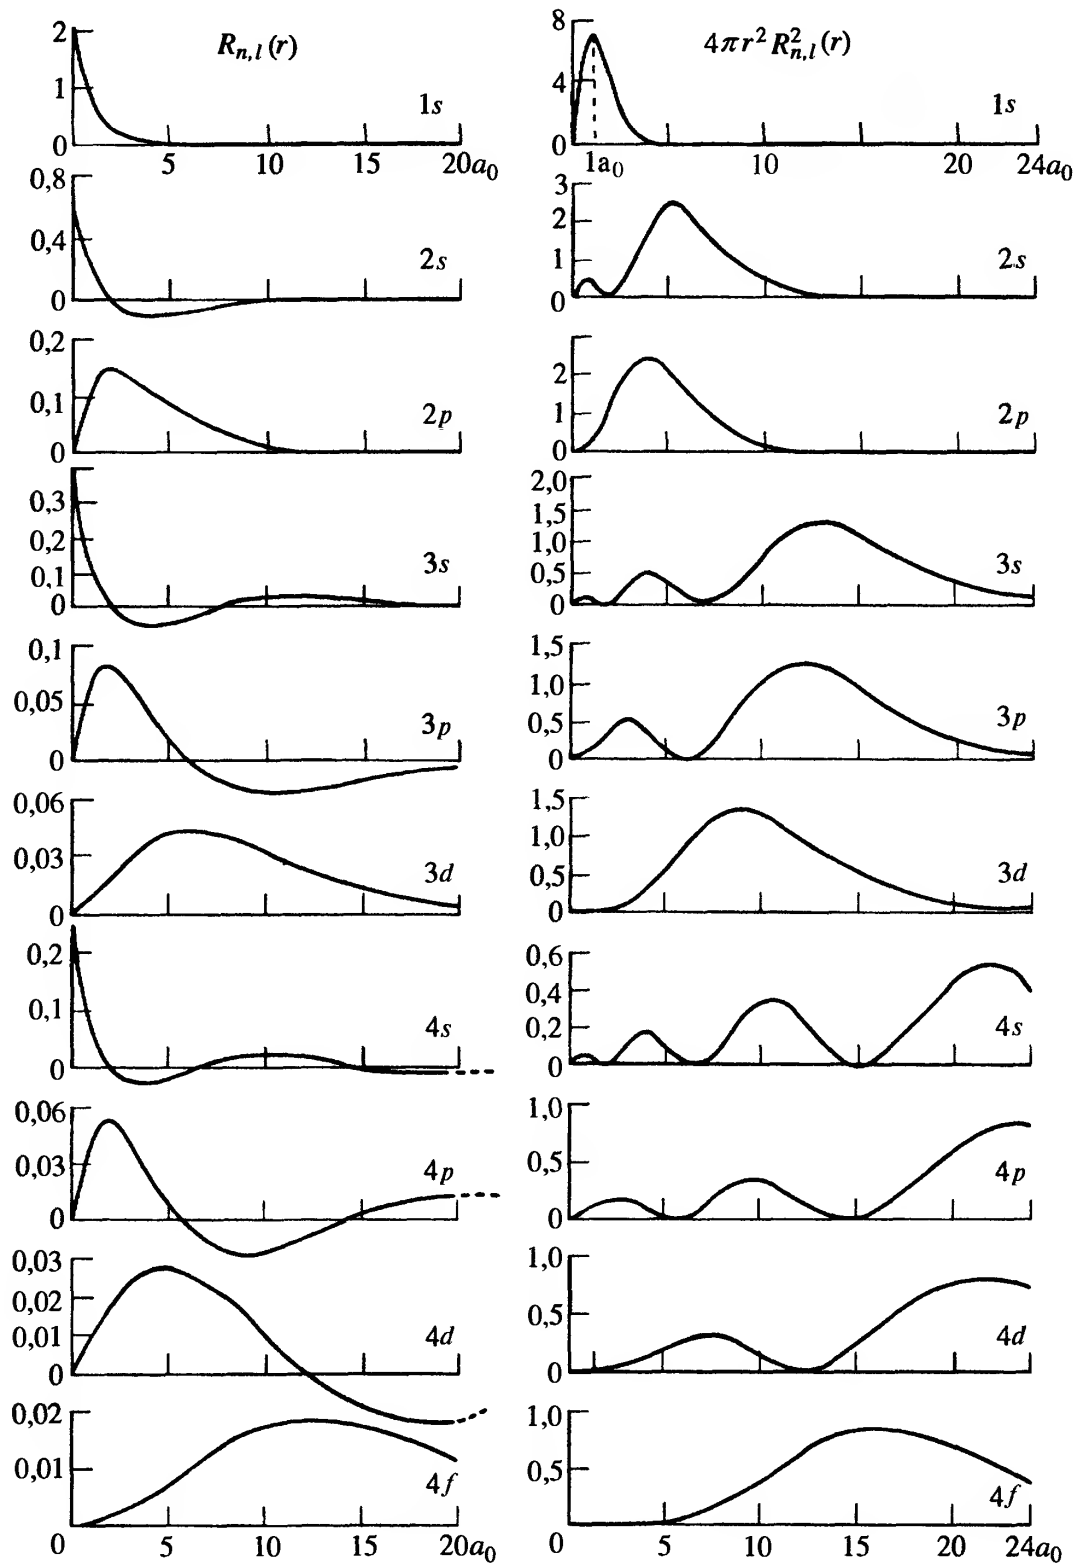 R_{n,l}(r)
2
1
0
1s
5 10 15 20a₀
4πr²R²_{n,l}(r)
8
4
0
1s
1a₀ 10 20 24a₀
0,8
0,4
0
2s
3
2
1
0
2s
0,2
0,1
0
2p
2
1
0
2p
0,3
0,2
0,1
0
3s
2,0
1,5
1,0
0,5
0
3s
0,1
0,05
0
3p
1,5
1,0
0,5
0
3p
0,06
0,03
0
3d
1,5
1,0
0,5
0
3d
0,2
0,1
0
4s
0,6
0,4
0,2
0
4s
0,06
0,03
0
4p
1,0
0,5
0
4p
0,03
0,02
0,01
0
4d
1,0
0,5
0
4d
0,02
0,01
4f
0 5 10 15 20a₀
1,0
0,5
4f
0 5 10 15 20 24a₀